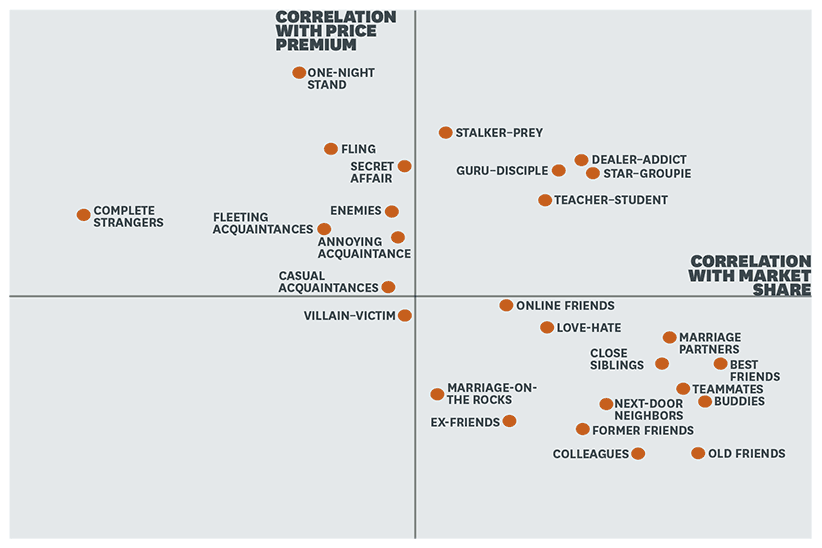 CORRELATION
WITH PRICE
PREMIUM
ONE-NIGHT
STAND
STALKER–PREY
FLING
SECRET
AFFAIR
DEALER–ADDICT
GURU–DISCIPLE
STAR–GROUPIE
TEACHER–STUDENT
COMPLETE
STRANGERS
ENEMIES
FLEETING
ACQUAINTANCES
ANNOYING
ACQUAINTANCE
CORRELATION
WITH MARKET
SHARE
CASUAL
ACQUAINTANCES
VILLAIN–VICTIM
ONLINE FRIENDS
LOVE-HATE
MARRIAGE
PARTNERS
CLOSE
SIBLINGS
BEST
FRIENDS
MARRIAGE-ON-
THE ROCKS
TEAMMATES
BUDDIES
NEXT-DOOR
NEIGHBORS
EX-FRIENDS
FORMER FRIENDS
COLLEAGUES
OLD FRIENDS